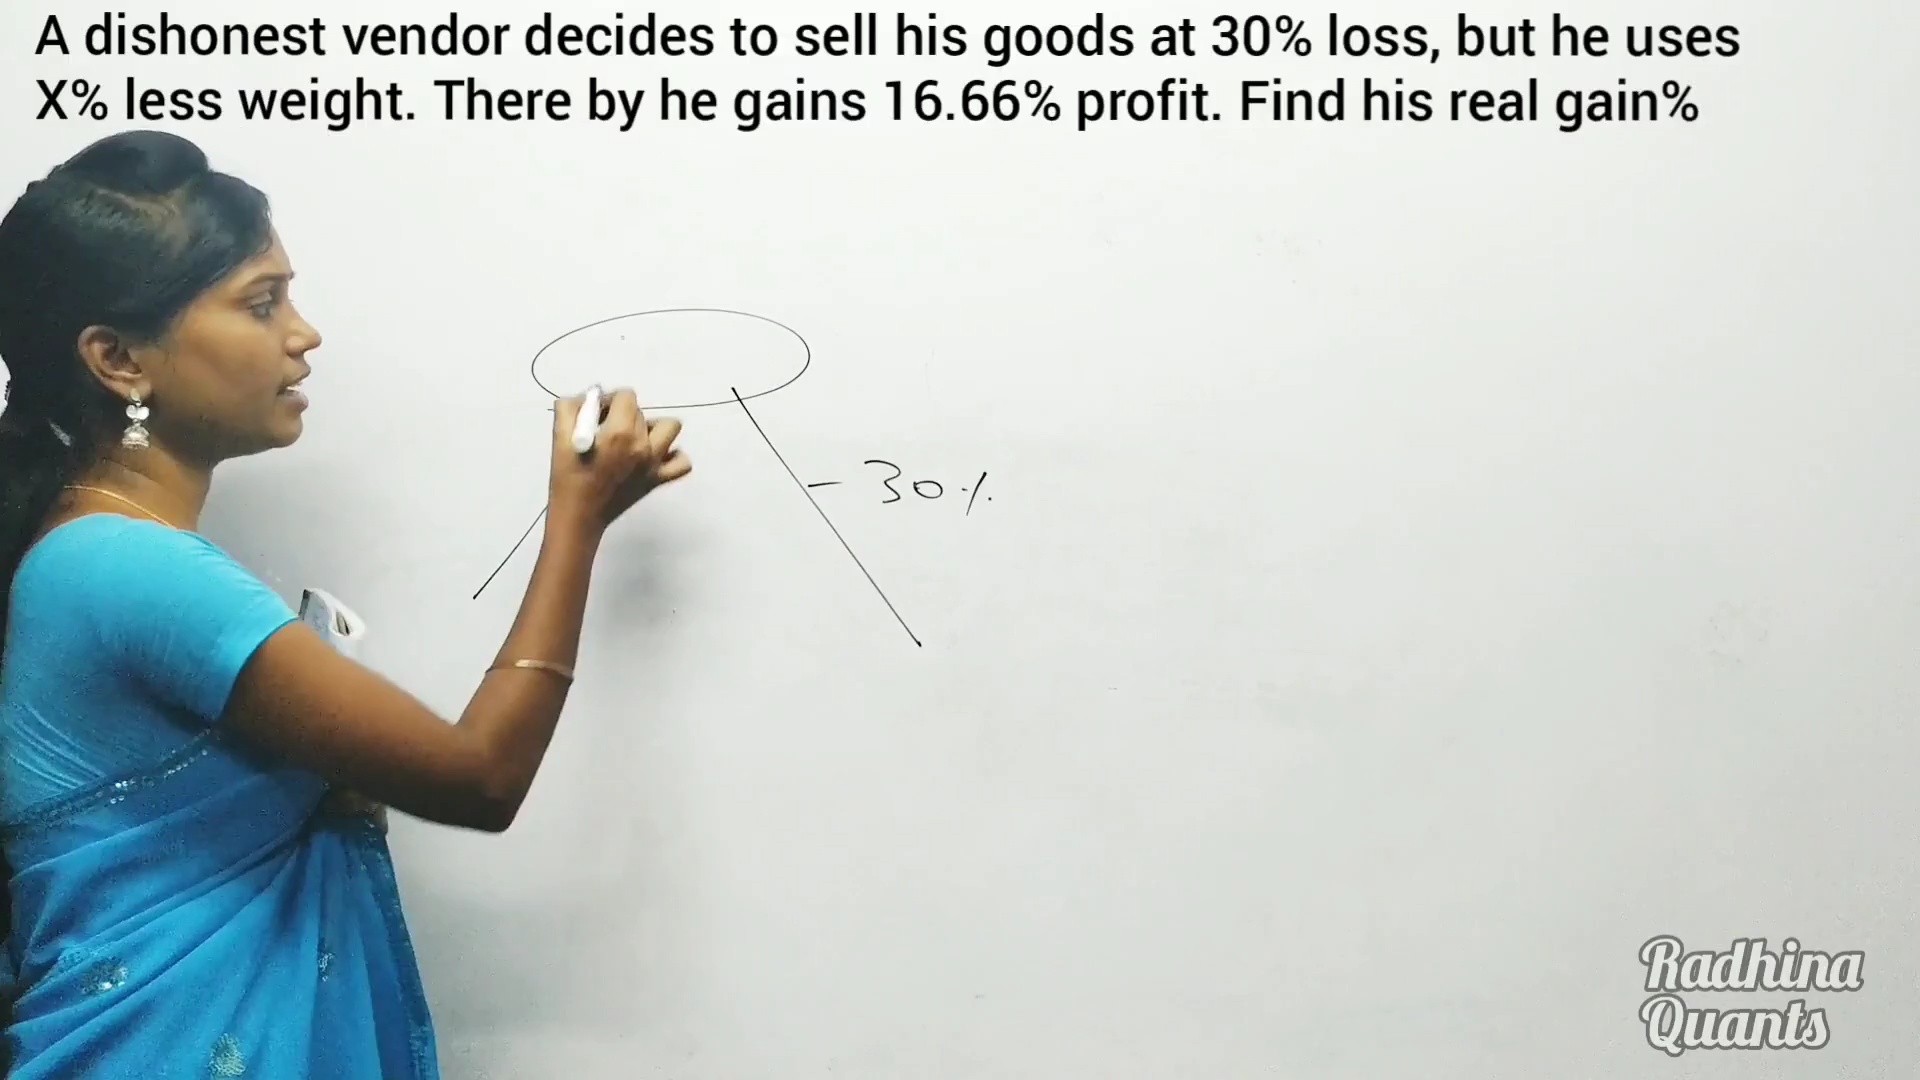 A dishonest vendor decides to sell his goods at 30% loss, but he uses
X% less weight. There by he gains 16.66% profit. Find his real gain%
- 30%
Radhina
Quants